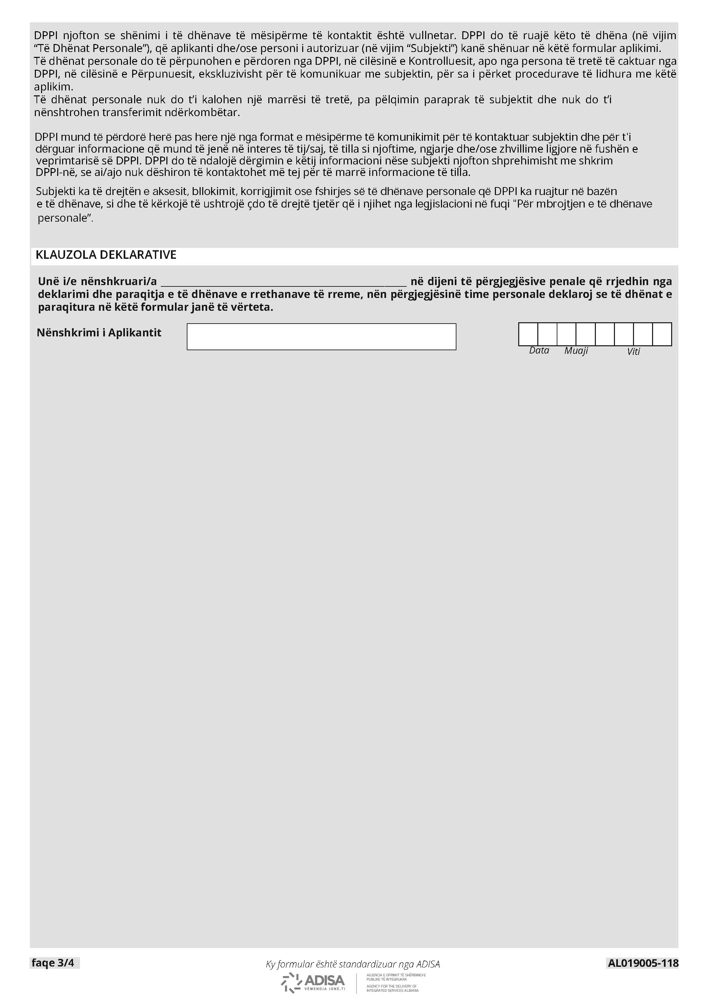 DPPI njofton se shënimi i të dhënave të mësipërme të kontaktit është vullnetar. DPPI do të ruajë këto të dhëna (në vijim
“Të Dhënat Personale”), që aplikanti dhe/ose personi i autorizuar (në vijim “Subjekti”) kanë shënuar në këtë formular aplikimi.
Të dhënat personale do të përpunohen e përdoren nga DPPI, në cilësinë e Kontrolluesit, apo nga persona të tretë të caktuar nga
DPPI, në cilësinë e Përpunuesit, ekskluzivisht për të komunikuar me subjektin, për sa i përket procedurave të lidhura me këtë
aplikim.
Të dhënat personale nuk do t’i kalohen një marrësi të tretë, pa pëlqimin paraprak të subjektit dhe nuk do t’i
nënshtrohen transferimit ndërkombëtar.
DPPI mund të përdorë herë pas here një nga format e mësipërme të komunikimit për të kontaktuar subjektin dhe për t'i
dërguar informacione që mund të jenë në interes të tij/saj, të tilla si njoftime, ngjarje dhe/ose zhvillime ligjore në fushën e
veprimtarisë së DPPI. DPPI do të ndalojë dërgimin e këtij informacioni nëse subjekti njofton shprehimisht me shkrim
DPPI-në, se ai/ajo nuk dëshiron të kontaktohet më tej për të marrë informacione të tilla.
Subjekti ka të drejtën e aksesit, bllokimit, korrigjimit ose fshirjes së të dhënave personale që DPPI ka ruajtur në bazën
e të dhënave, si dhe të kërkojë të ushtrojë çdo të drejtë tjetër që i njihet nga legjislacioni në fuqi "Për mbrojtjen e të dhënave
personale”.
KLAUZOLA DEKLARATIVE
Unë i/e nënshkruari/a ______________________________ në dijeni të përgjegjësive penale që rrjedhin nga
deklarimi dhe paraqitja e të dhënave e rrethanave të rreme, nën përgjegjësinë time personale deklaroj se të dhënat e
paraqitura në këtë formular janë të vërteta.
Nënshkrimi i Aplikantit
Data Muaji Viti
faqe 3/4
Ky formular është standardizuar nga ADISA
AL019005-118
ADISA
VËMENDJA JONË, TI
AGJENCIA E OFRIMIT TË SHËRBIMEVE
PUBLIKE TË INTEGRUARA
AGENCY FOR THE DELIVERY OF
INTEGRATED SERVICES ALBANIA